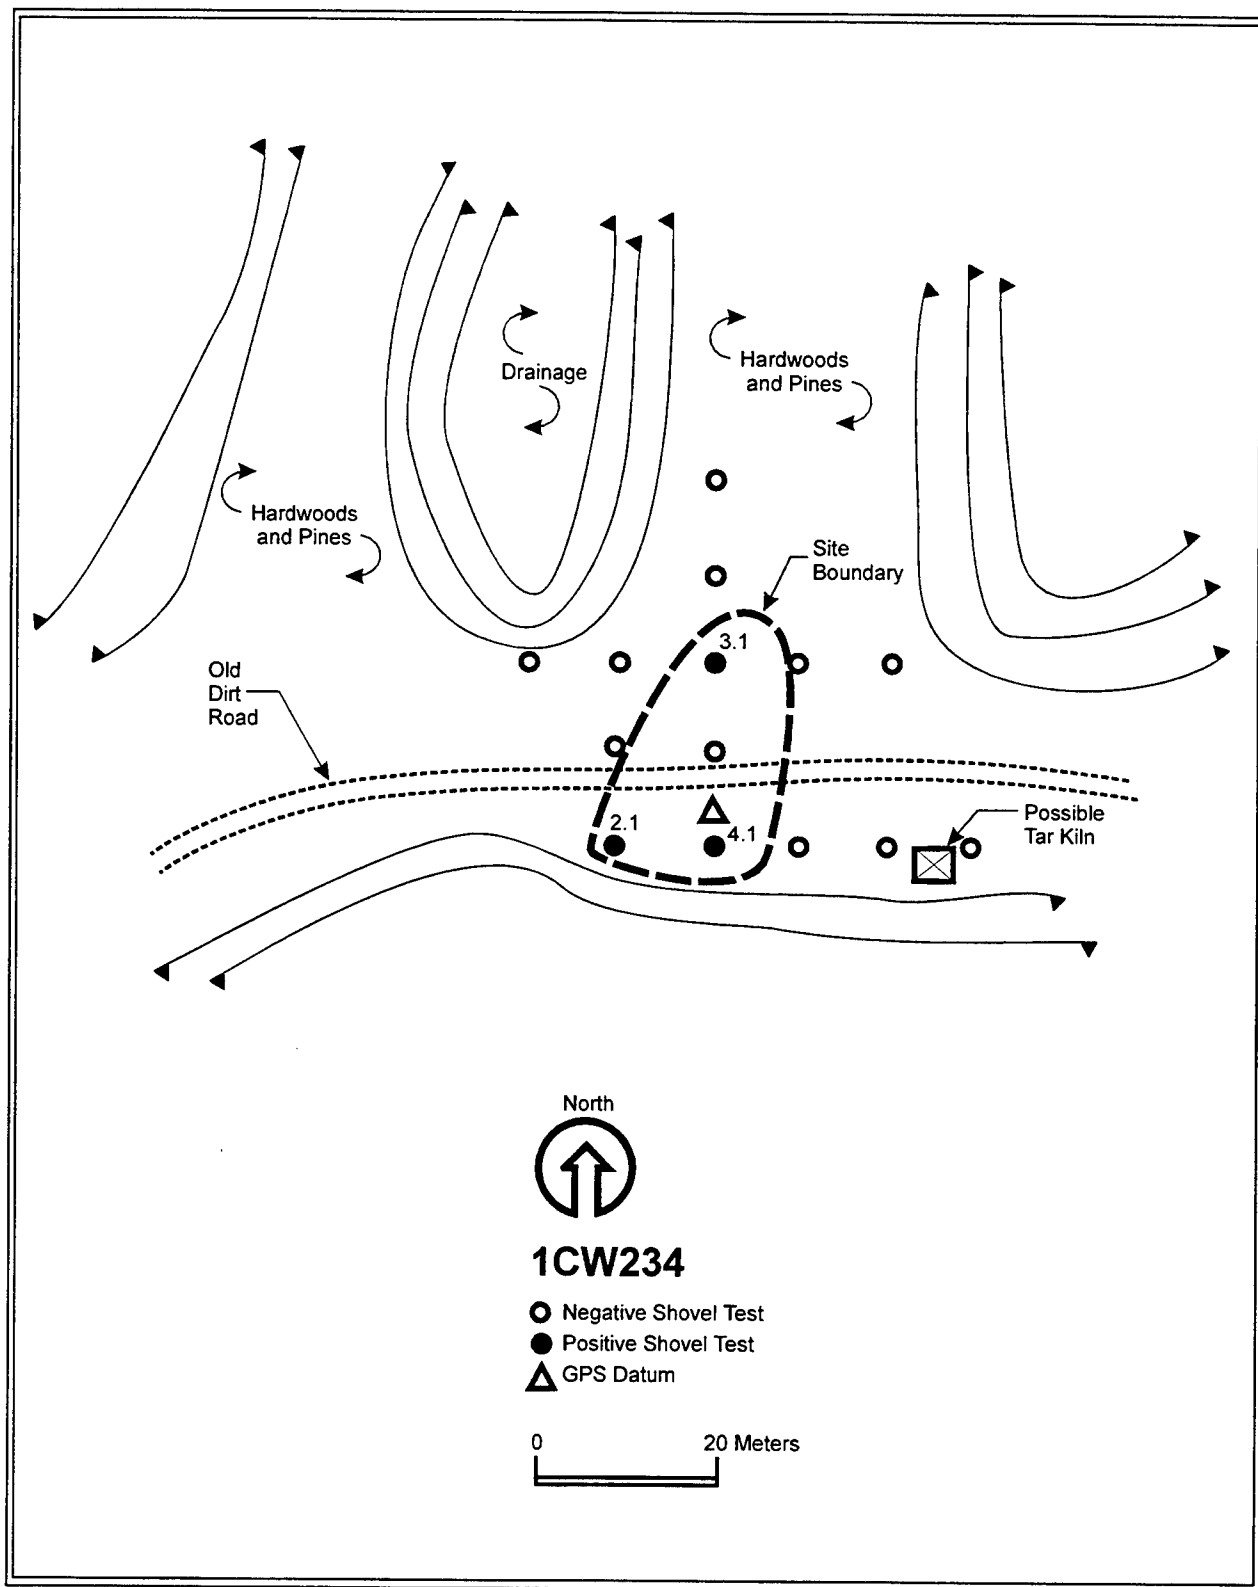 Drainage
Hardwoods
and Pines
Hardwoods
and Pines
Site
Boundary
3.1
Old
Dirt
Road
2.1
4.1
Possible
Tar Kiln
North
1CW234
Negative Shovel Test
Positive Shovel Test
GPS Datum
0 20 Meters